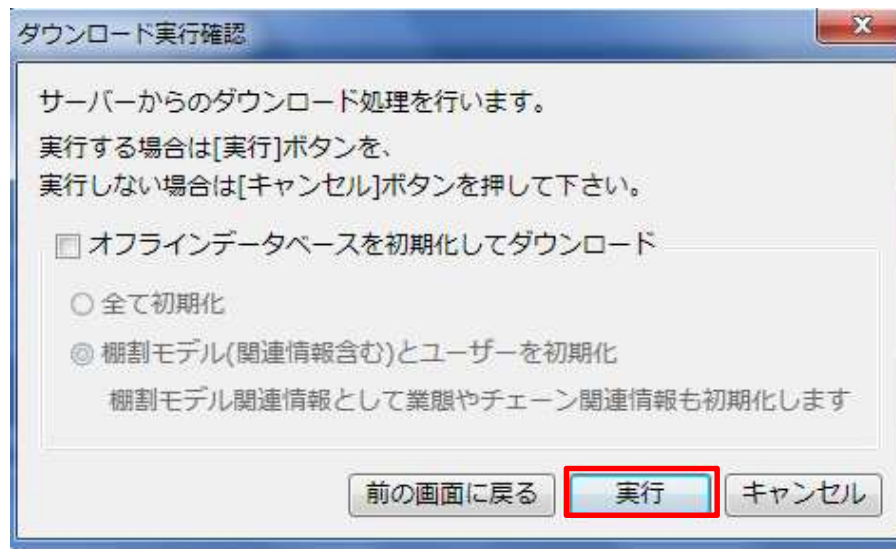 ダウンロード実行確認
サーバーからのダウンロード処理を行います。
実行する場合は[実行]ボタンを、
実行しない場合は[キャンセル]ボタンを押して下さい。
オフラインデータベースを初期化してダウンロード
全て初期化
棚割モデル(関連情報含む)とユーザーを初期化
棚割モデル関連情報として業態やチェーン関連情報も初期化します
前の画面に戻る 実行 キャンセル